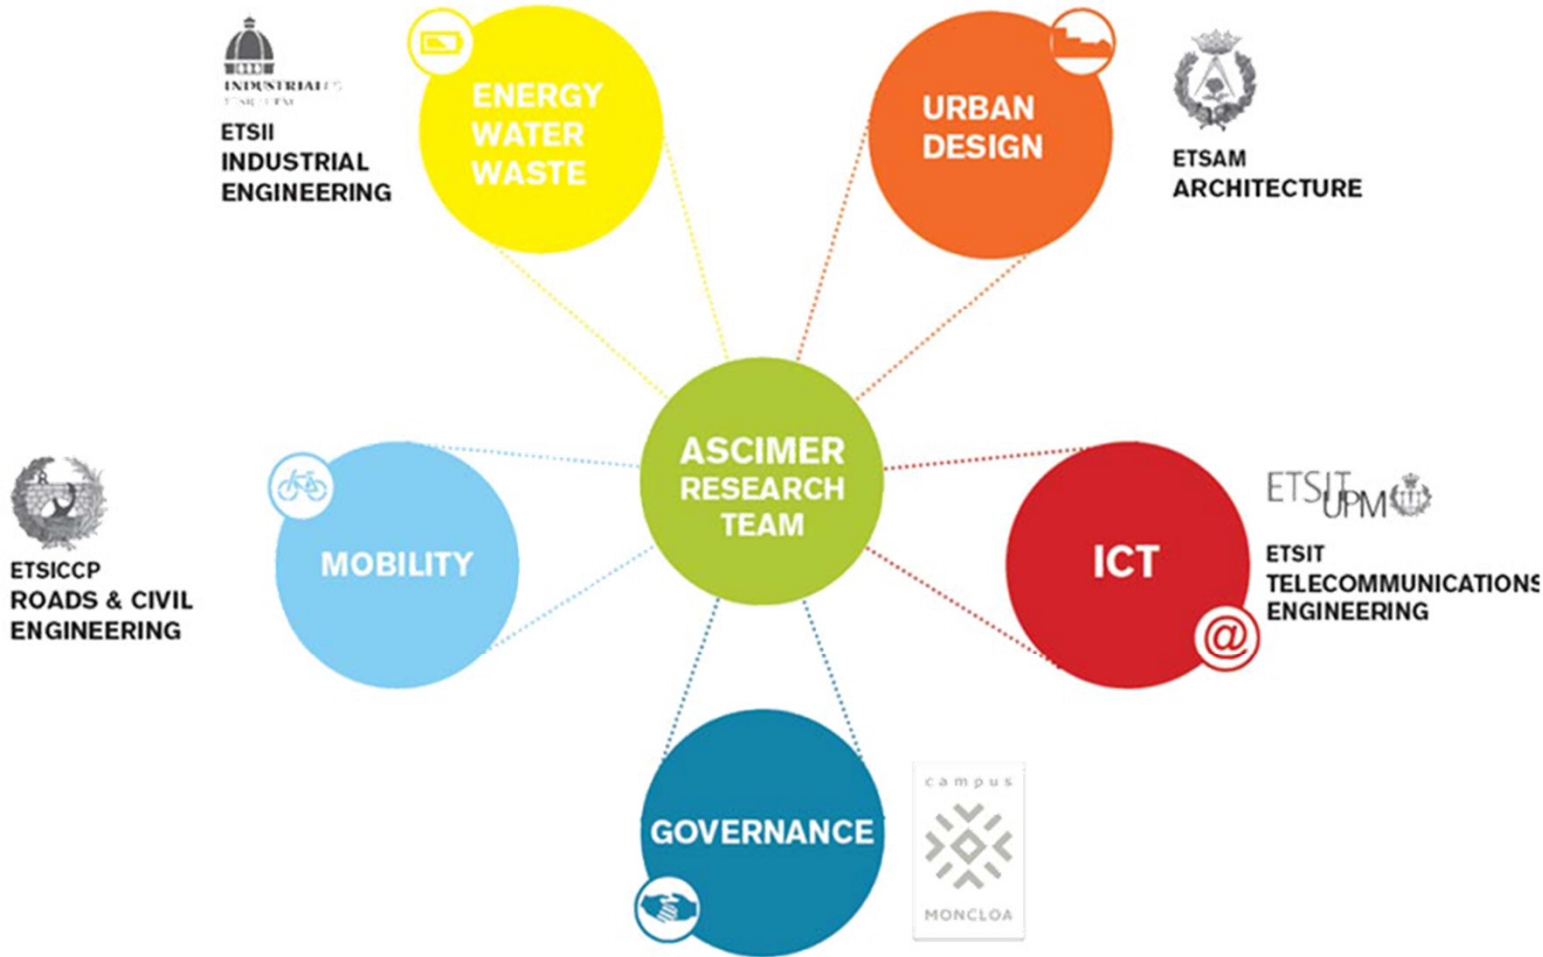 INDUSTRIALES
ETSII
INDUSTRIAL
ENGINEERING
ENERGY
WATER
WASTE
URBAN
DESIGN
ETSAM
ARCHITECTURE
ETSICCP
ROADS & CIVIL
ENGINEERING
MOBILITY
ASCIMER
RESEARCH
TEAM
ICT
@
ETSIT
UPM
ETSIT
TELECOMMUNICATIONS
ENGINEERING
GOVERNANCE
campus
MONCLOA